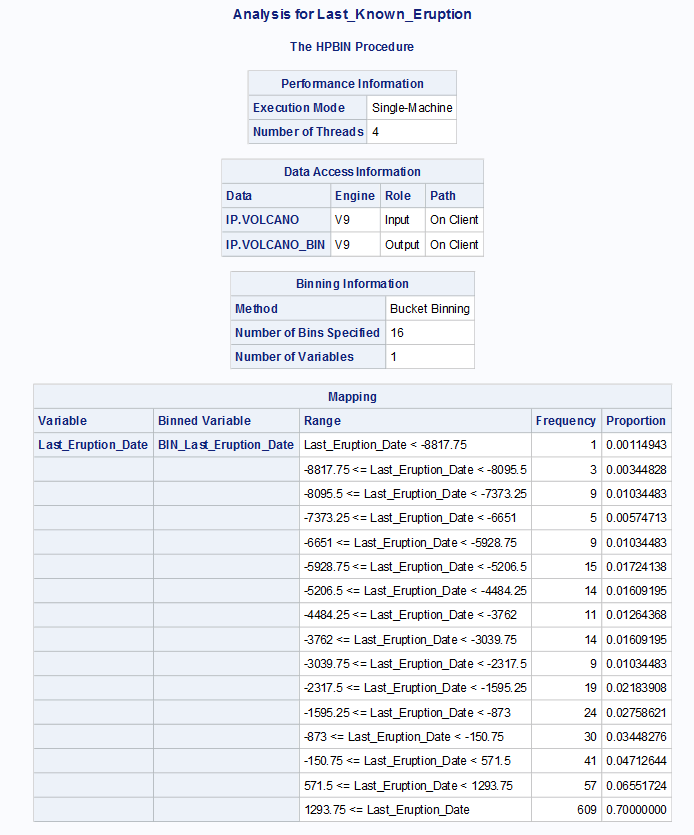 Analysis for Last_Known_Eruption
The HPBIN Procedure
Performance Information
Execution Mode Single-Machine
Number of Threads 4
Data Access Information
Data Engine Role Path
IP.VOLCANO V9 Input On Client
IP.VOLCANO_BIN V9 Output On Client
Binning Information
Method Bucket Binning
Number of Bins Specified 16
Number of Variables 1
Mapping
Variable Binned Variable Range Frequency Proportion
Last_Eruption_Date BIN_Last_Eruption_Date Last_Eruption_Date < -8817.75 1 0.00114943
-8817.75 <= Last_Eruption_Date < -8095.5 3 0.00344828
-8095.5 <= Last_Eruption_Date < -7373.25 9 0.01034483
-7373.25 <= Last_Eruption_Date < -6651 5 0.00574713
-6651 <= Last_Eruption_Date < -5928.75 9 0.01034483
-5928.75 <= Last_Eruption_Date < -5206.5 15 0.01724138
-5206.5 <= Last_Eruption_Date < -4484.25 14 0.01609195
-4484.25 <= Last_Eruption_Date < -3762 11 0.01264368
-3762 <= Last_Eruption_Date < -3039.75 14 0.01609195
-3039.75 <= Last_Eruption_Date < -2317.5 9 0.01034483
-2317.5 <= Last_Eruption_Date < -1595.25 19 0.02183908
-1595.25 <= Last_Eruption_Date < -873 24 0.02758621
-873 <= Last_Eruption_Date < -150.75 30 0.03448276
-150.75 <= Last_Eruption_Date < 571.5 41 0.04712644
571.5 <= Last_Eruption_Date < 1293.75 57 0.06551724
1293.75 <= Last_Eruption_Date 609 0.70000000